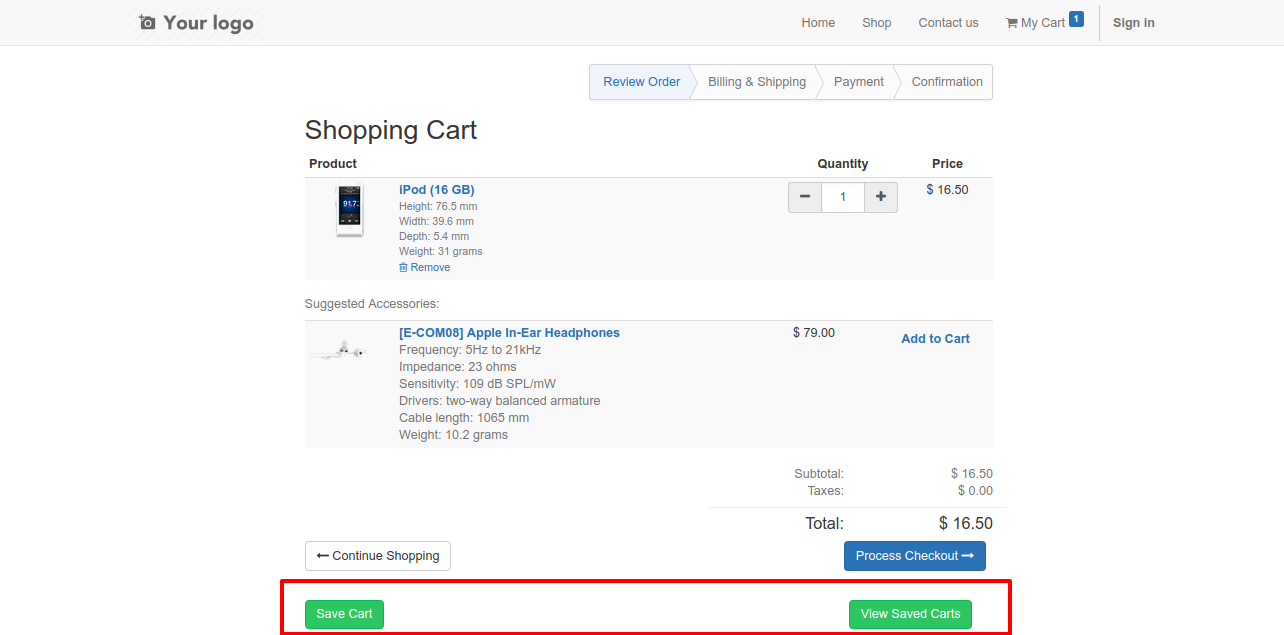 Your logo
Home Shop Contact us My Cart 1 Sign in
Review Order Billing & Shipping Payment Confirmation
Shopping Cart
Product Quantity Price
iPod (16 GB) - 1 + $ 16.50
91.7
Height: 76.5 mm
Width: 39.6 mm
Depth: 5.4 mm
Weight: 31 grams
Remove
Suggested Accessories:
[E-COM08] Apple In-Ear Headphones $ 79.00 Add to Cart
Frequency: 5Hz to 21kHz
Impedance: 23 ohms
Sensitivity: 109 dB SPL/mW
Drivers: two-way balanced armature
Cable length: 1065 mm
Weight: 10.2 grams
Subtotal: $ 16.50
Taxes: $ 0.00
Total: $ 16.50
Continue Shopping Process Checkout
Save Cart View Saved Carts